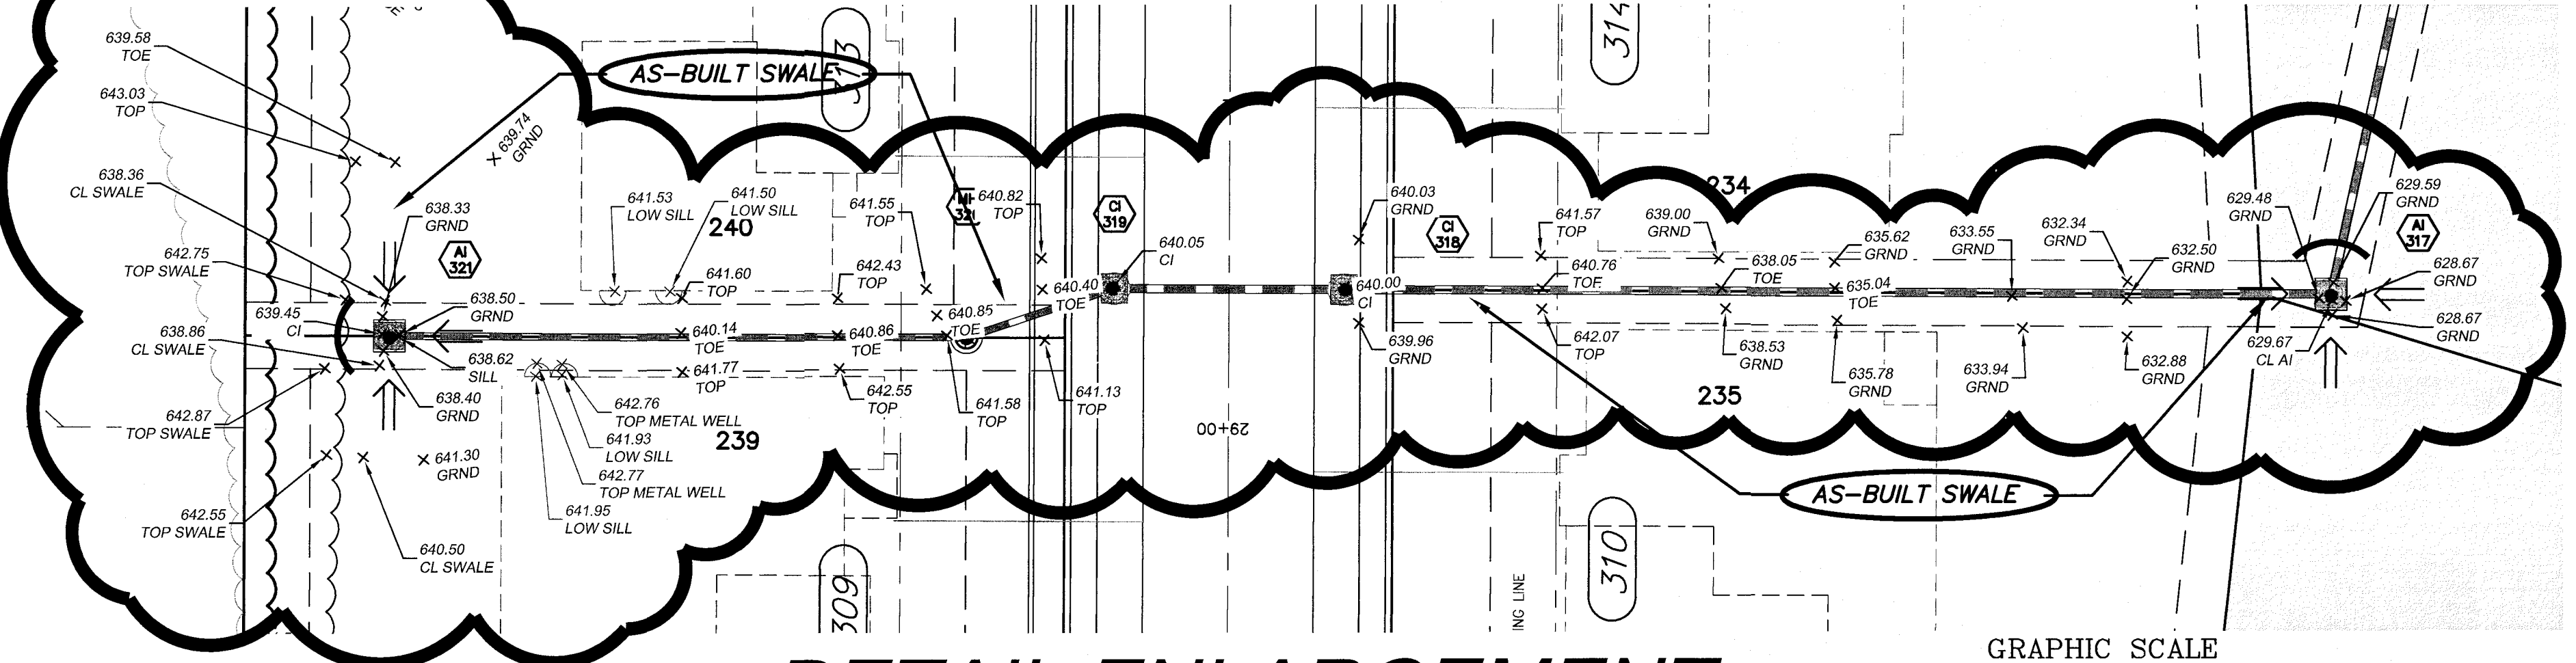 639.58
TOE
643.03
TOP
638.36
CL SWALE
642.75
TOP SWALE
639.45
CI
638.86
CL SWALE
642.87
TOP SWALE
642.55
TOP SWALE
640.50
CL SWALE
641.30
GRND
638.40
GRND
638.62
SILL
638.50
GRND
638.33
GRND
AI
321
639.74
GRND
AS-BUILT SWALE
313
641.53
LOW SILL
641.50
LOW SILL
240
641.60
TOP
642.43
TOP
641.55
TOP
640.82
TOP
CI
319
640.05
CI
640.40
TOE
640.85
TOE
640.14
TOE
640.86
TOE
641.77
TOP
642.55
TOP
641.58
TOP
641.13
TOP
642.76
TOP METAL WELL
641.93
LOW SILL
642.77
TOP METAL WELL
641.95
LOW SILL
239
309
29+00
640.03
GRND
CI
318
640.00
CI
639.96
GRND
314
234
641.57
TOP
639.00
GRND
640.76
TOE
638.05
TOE
635.62
GRND
635.04
TOE
633.55
GRND
632.34
GRND
632.50
GRND
629.48
GRND
629.59
GRND
AI
317
628.67
GRND
628.67
GRND
629.67
CL AI
642.07
TOP
638.53
GRND
635.78
GRND
633.94
GRND
632.88
GRND
235
AS-BUILT SWALE
310
ING LINE
GRAPHIC SCALE
DETAIL ENLARGEMENT